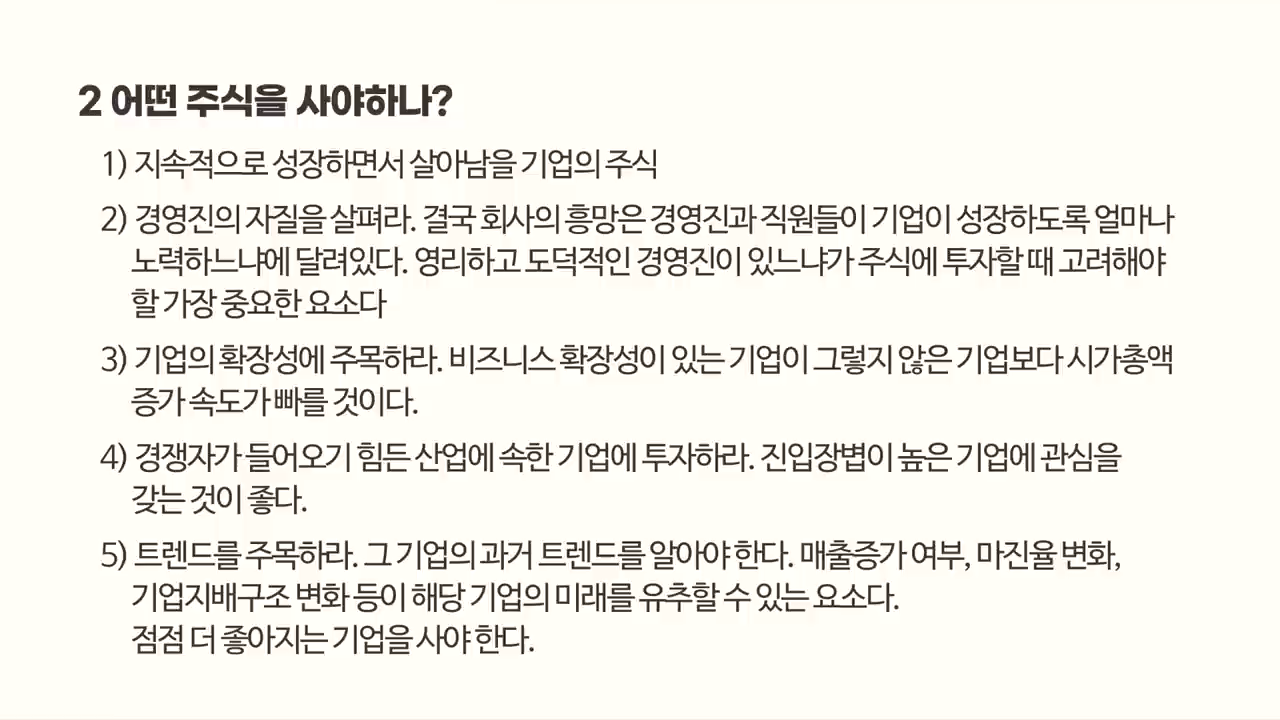 2 어떤 주식을 사야하나?
1) 지속적으로 성장하면서 살아남을 기업의 주식
2) 경영진의 자질을 살펴라. 결국 회사의 흥망은 경영진과 직원들이 기업이 성장하도록 얼마나
노력하느냐에 달려있다. 영리하고 도덕적인 경영진이 있느냐가 주식에 투자할 때 고려해야
할 가장 중요한 요소다
3) 기업의 확장성에 주목하라. 비즈니스 확장성이 있는 기업이 그렇지 않은 기업보다 시가총액
증가 속도가 빠를 것이다.
4) 경쟁자가 들어오기 힘든 산업에 속한 기업에 투자하라. 진입장볍이 높은 기업에 관심을
갖는 것이 좋다.
5) 트렌드를 주목하라. 그 기업의 과거 트렌드를 알아야 한다. 매출증가 여부, 마진율 변화,
기업지배구조 변화 등이 해당 기업의 미래를 유추할 수 있는 요소다.
점점 더 좋아지는 기업을 사야 한다.